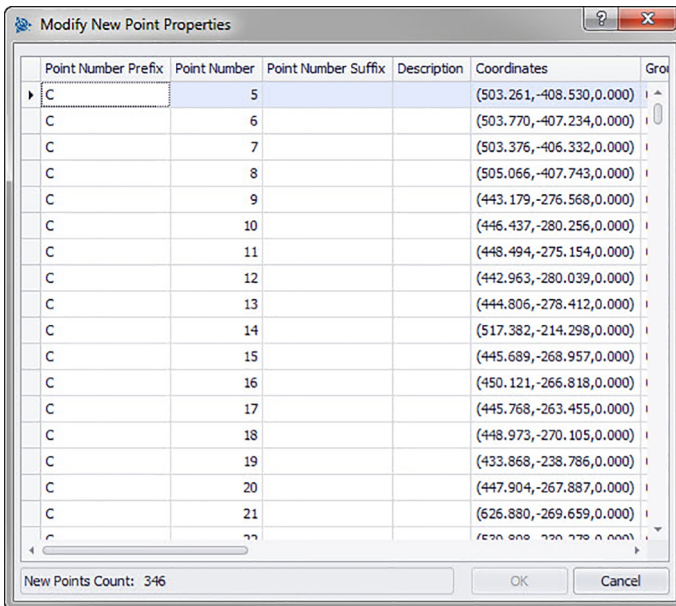 Modify New Point Properties
Point Number Prefix Point Number Point Number Suffix Description Coordinates
C 5 (503.261,-408.530,0.000)
C 6 (503.770,-407.234,0.000)
C 7 (503.376,-406.332,0.000)
C 8 (505.066,-407.743,0.000)
C 9 (443.179,-276.568,0.000)
C 10 (446.437,-280.256,0.000)
C 11 (448.494,-275.154,0.000)
C 12 (442.963,-280.039,0.000)
C 13 (444.806,-278.412,0.000)
C 14 (517.382,-214.298,0.000)
C 15 (445.689,-268.957,0.000)
C 16 (450.121,-266.818,0.000)
C 17 (445.768,-263.455,0.000)
C 18 (448.973,-270.105,0.000)
C 19 (433.868,-238.786,0.000)
C 20 (447.904,-267.887,0.000)
C 21 (626.880,-269.659,0.000)
C 22
New Points Count: 346 OK Cancel